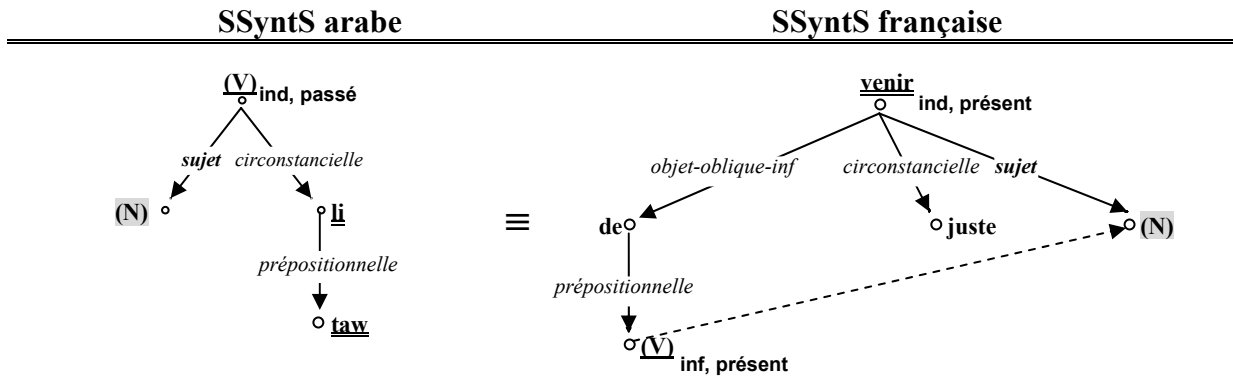 SSyntS arabe SSyntS française
(V) ind, passé venir ind, présent
sujet circonstancielle objet-oblique-inf circonstancielle sujet
(N) li ≡ de juste (N)
prépositionnelle prépositionnelle
taw (V) inf, présent